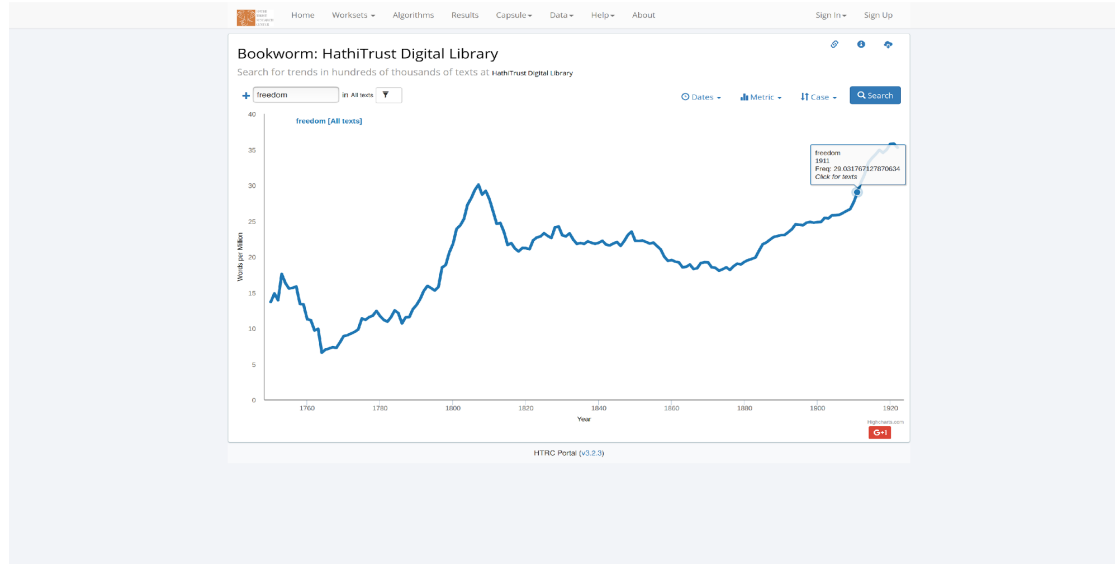 Home Worksets Algorithms Results Capsule Data Help About Sign In Sign Up
Bookworm: HathiTrust Digital Library
Search for trends in hundreds of thousands of texts at HathiTrust Digital Library
+ freedom in All texts Dates Metric Case Search
freedom [All texts]
40
35
30
25
20
15
10
5
0
Words per Million
freedom
1911
Freq: 29.031767127870634
Click for texts
1760 1780 1800 1820 1840 1860 1880 1900 1920
Year
Highcharts.com
G+1
HTRC Portal (v3.2.3)